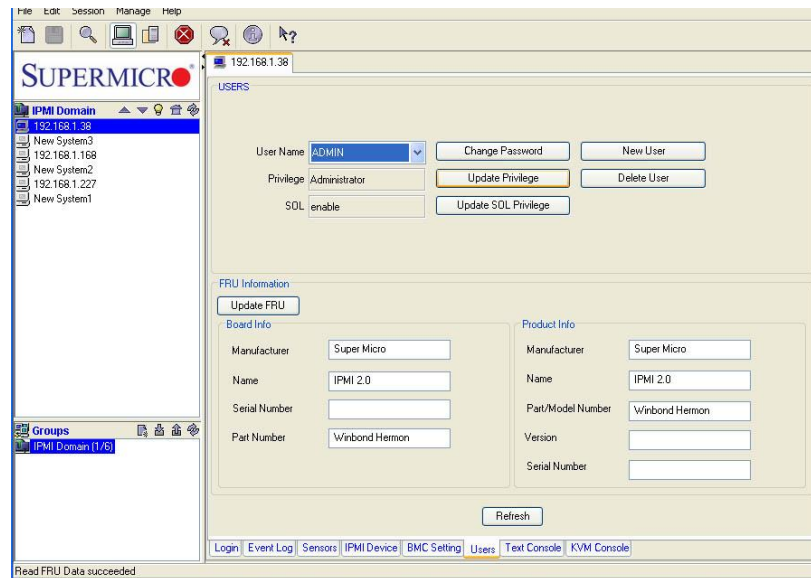 File Edit Session Manage Help
SUPERMICRO
192.168.1.38
IPMI Domain
192.168.1.38
New System3
192.168.1.168
New System2
192.168.1.227
New System1
USERS
User Name ADMIN Change Password New User
Privilege Administrator Update Privilege Delete User
SOL enable Update SOL Privilege
FRU Information
Update FRU
Board Info
Manufacturer Super Micro
Name IPMI 2.0
Serial Number
Part Number Winbond Hermon
Product Info
Manufacturer Super Micro
Name IPMI 2.0
Part/Model Number Winbond Hermon
Version
Serial Number
Groups
IPMI Domain (1/6)
Refresh
Login Event Log Sensors IPMI Device BMC Setting Users Text Console KVM Console
Read FRU Data succeeded